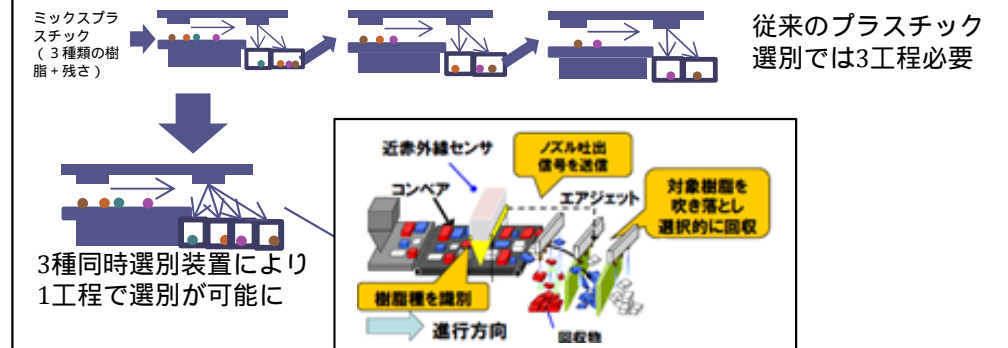 ミックスプラ
スチック
（３種類の樹
脂＋残さ）
従来のプラスチック
選別では3工程必要
3種同時選別装置により
1工程で選別が可能に
近赤外線センサ
ノズル吐出
信号を送信
コンベア
エアジェット
対象樹脂を
吹き落とし
選択的に回収
樹脂種を識別
進行方向
回収物